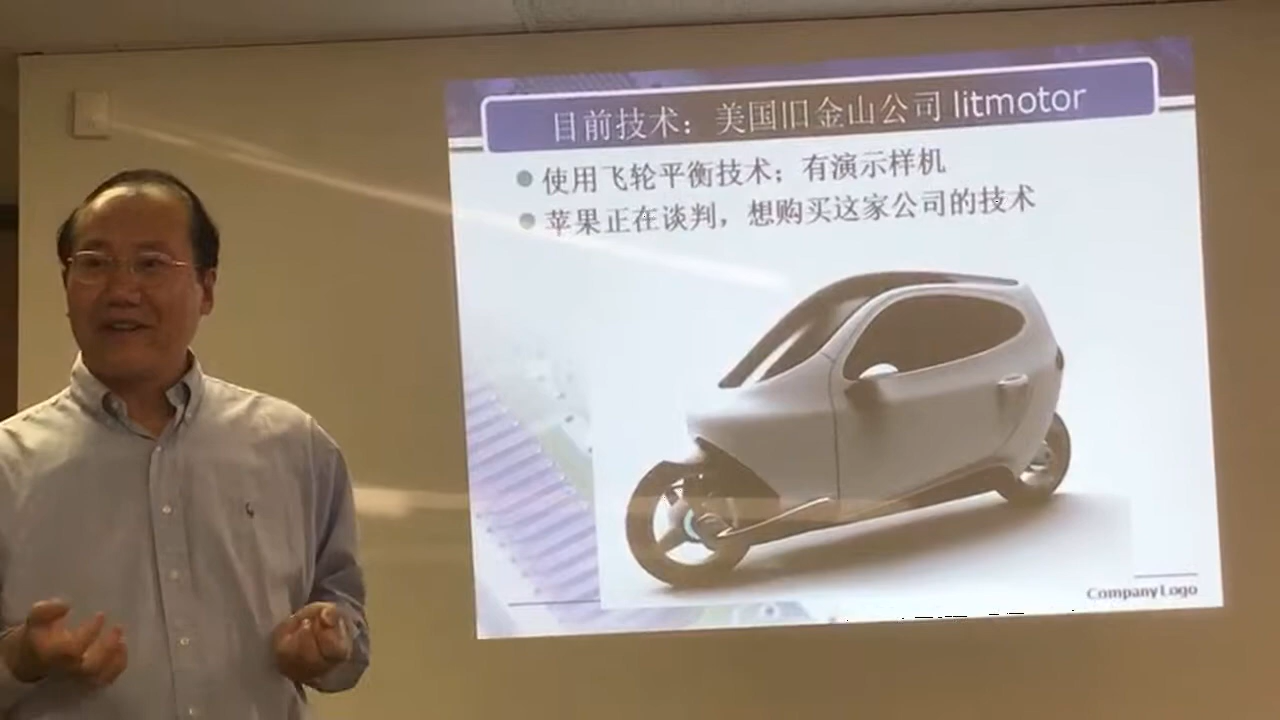 目前技术：美国旧金山公司 litmotor
使用飞轮平衡技术；有演示样机
苹果正在谈判，想购买这家公司的技术
Company Logo